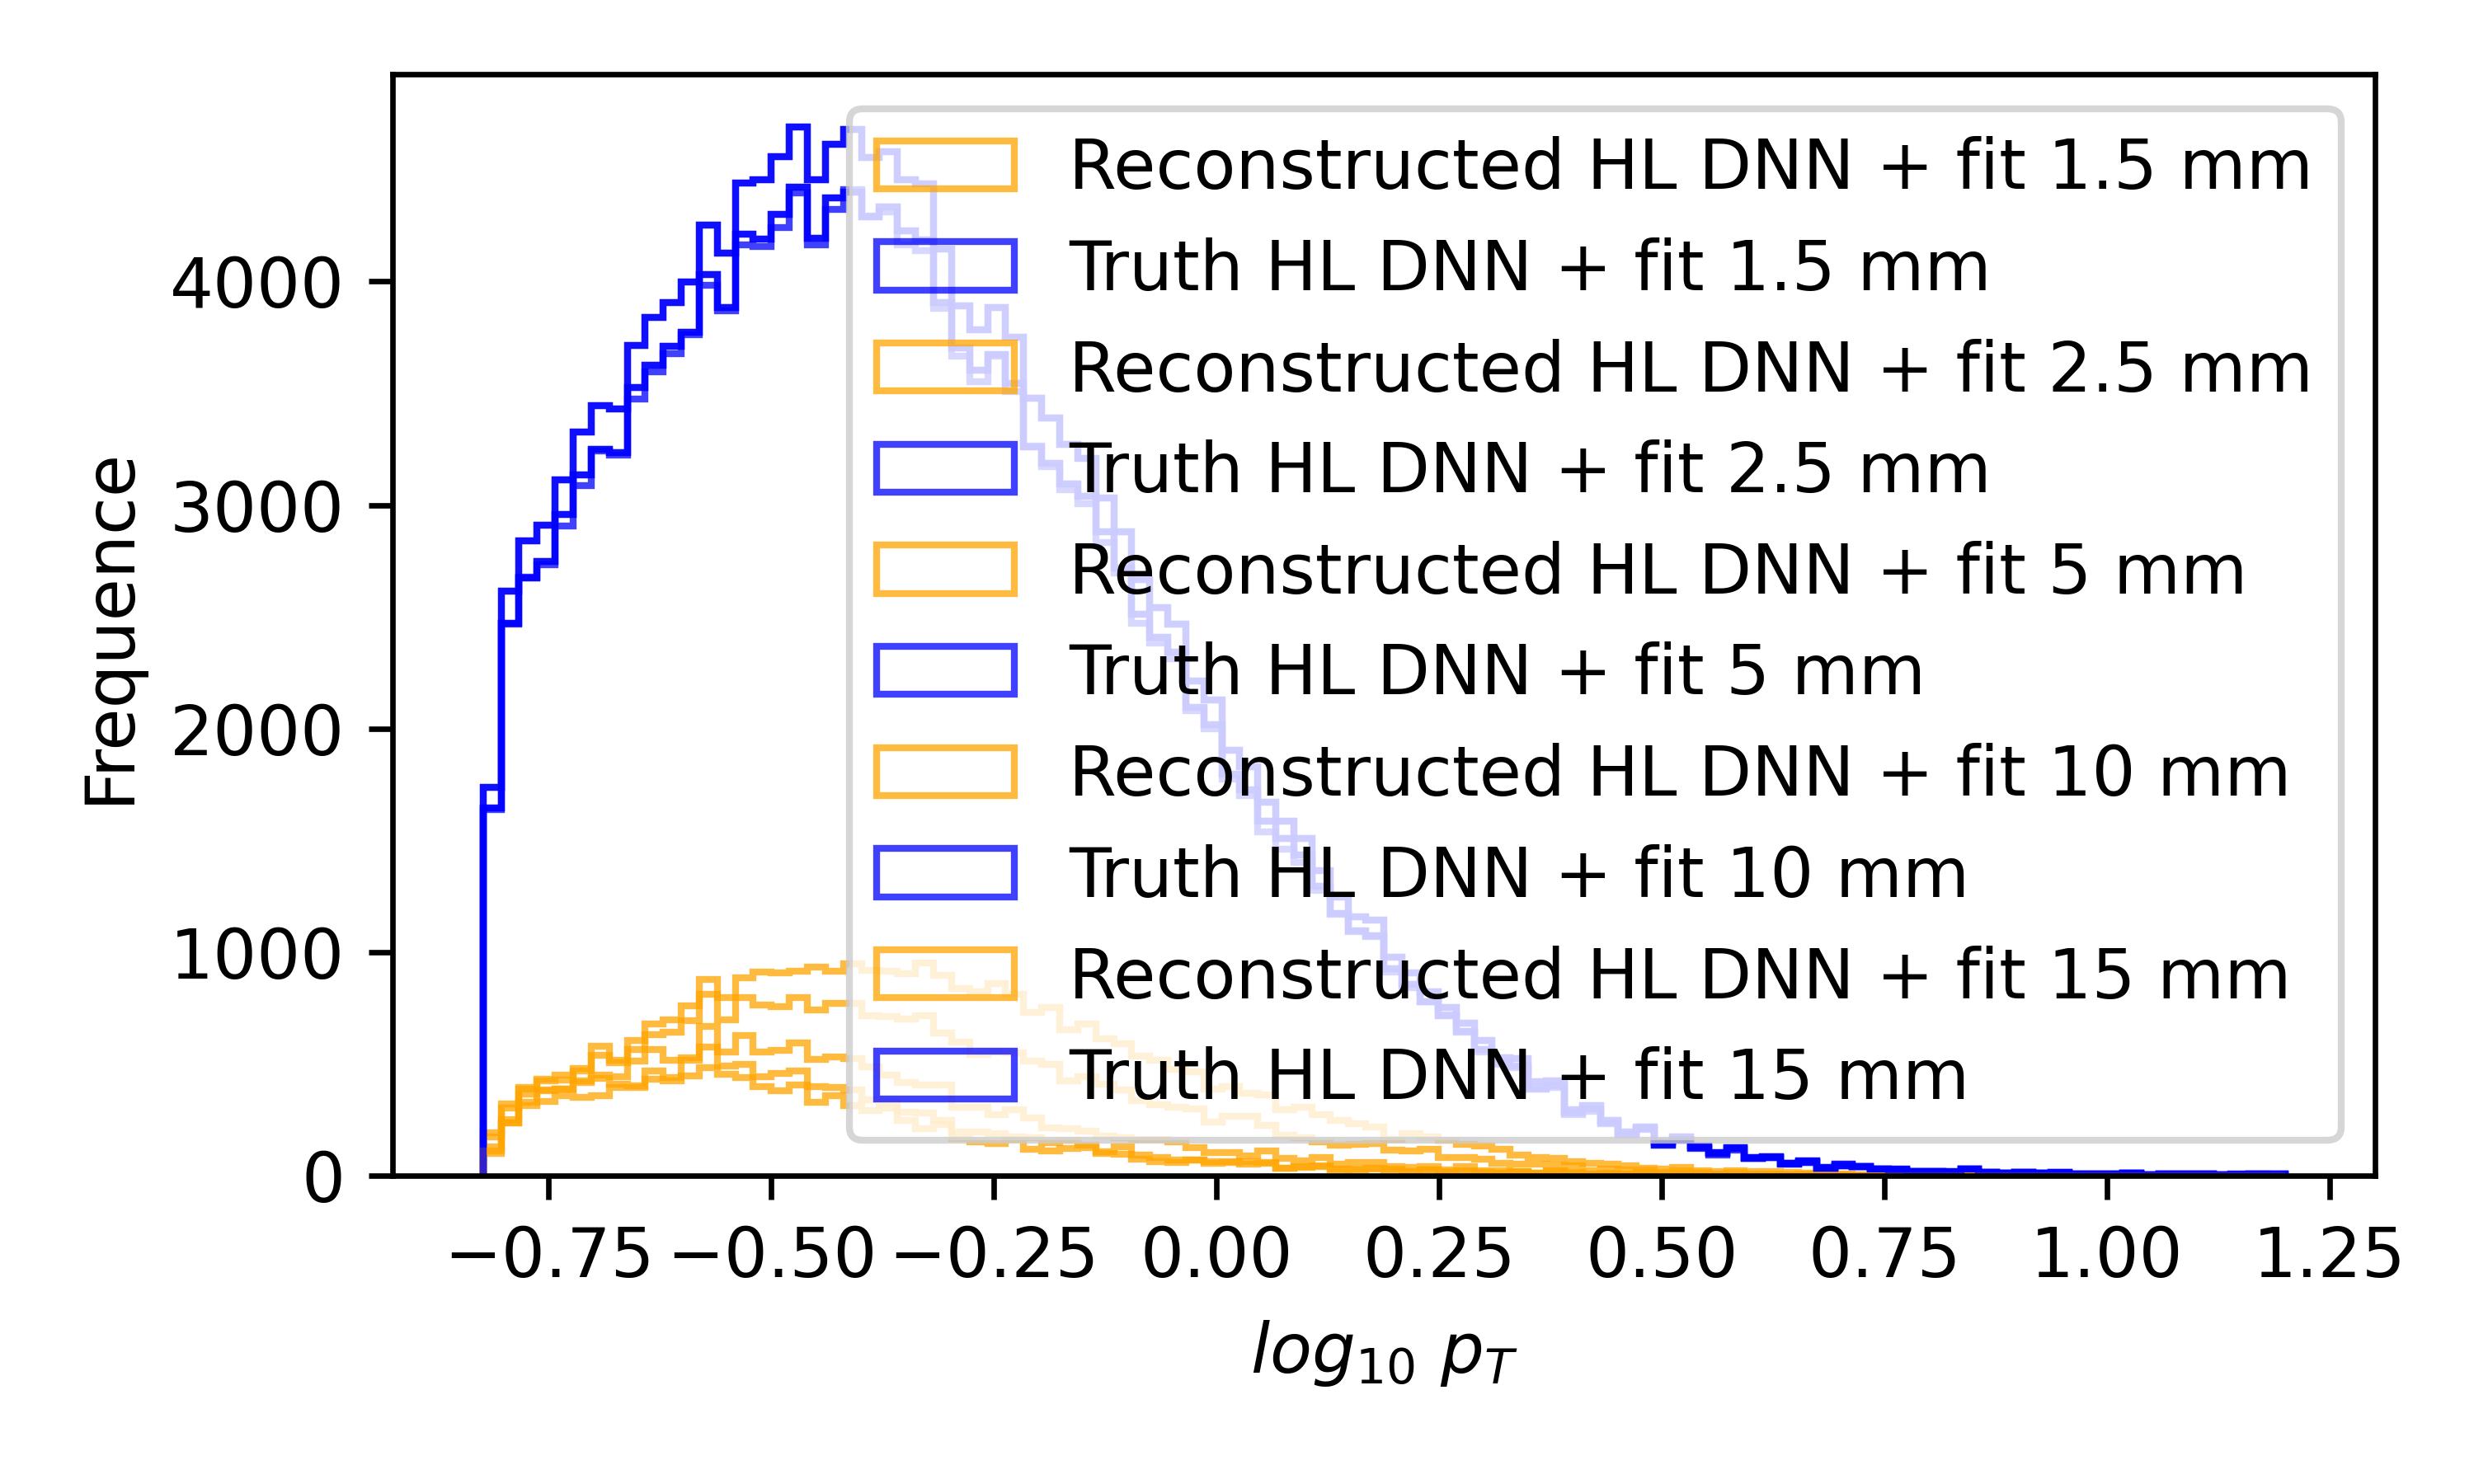 Reconstructed HL DNN + fit 1.5 mm
Truth HL DNN + fit 1.5 mm
Reconstructed HL DNN + fit 2.5 mm
Truth HL DNN + fit 2.5 mm
Reconstructed HL DNN + fit 5 mm
Truth HL DNN + fit 5 mm
Reconstructed HL DNN + fit 10 mm
Truth HL DNN + fit 10 mm
Reconstructed HL DNN + fit 15 mm
Truth HL DNN + fit 15 mm
Frequence
4000
3000
2000
1000
0
−0.75 −0.50 −0.25 0.00 0.25 0.50 0.75 1.00 1.25
log₁₀ p_T